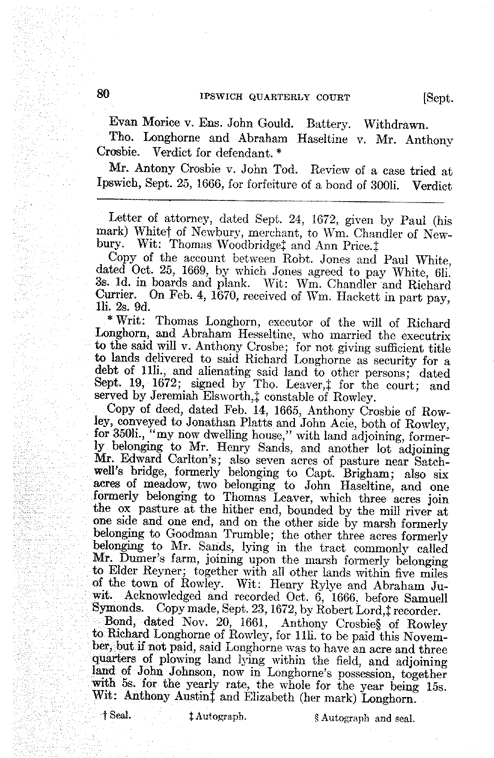 80 IPSWICH QUARTERLY COURT [Sept.
Evan Morice v. Ens. John Gould. Battery. Withdrawn.
Tho. Longhorne and Abraham Haseltine v. Mr. Anthony
Crosbie. Verdict for defendant. *
Mr. Antony Crosbie v. John Tod. Review of a case tried at
Ipswich, Sept. 25, 1666, for forfeiture of a bond of 300li. Verdict
Letter of attorney, dated Sept. 24, 1672, given by Paul (his
mark) White† of Newbury, merchant, to Wm. Chandler of New-
bury. Wit: Thomas Woodbridge‡ and Ann Price.‡
Copy of the account between Robt. Jones and Paul White,
dated Oct. 25, 1669, by which Jones agreed to pay White, 6li.
3s. 1d. in boards and plank. Wit: Wm. Chandler and Richard
Currier. On Feb. 4, 1670, received of Wm. Hackett in part pay,
1li. 2s. 9d.
* Writ: Thomas Longhorn, executor of the will of Richard
Longhorn, and Abraham Hesseltine, who married the executrix
to the said will v. Anthony Crosbe; for not giving sufficient title
to lands delivered to said Richard Longhorne as security for a
debt of 11li., and alienating said land to other persons; dated
Sept. 19, 1672; signed by Tho. Leaver,‡ for the court; and
served by Jeremiah Elsworth,‡ constable of Rowley.
Copy of deed, dated Feb. 14, 1665, Anthony Crosbie of Row-
ley, conveyed to Jonathan Platts and John Acie, both of Rowley,
for 350li., "my now dwelling house," with land adjoining, former-
ly belonging to Mr. Henry Sands, and another lot adjoining
Mr. Edward Carlton's; also seven acres of pasture near Satch-
well's bridge, formerly belonging to Capt. Brigham; also six
acres of meadow, two belonging to John Haseltine, and one
formerly belonging to Thomas Leaver, which three acres join
the ox pasture at the hither end, bounded by the mill river at
one side and one end, and on the other side by marsh formerly
belonging to Goodman Trumble; the other three acres formerly
belonging to Mr. Sands, lying in the tract commonly called
Mr. Dumer's farm, joining upon the marsh formerly belonging
to Elder Reyner; together with all other lands within five miles
of the town of Rowley. Wit: Henry Rylye and Abraham Ju-
wit. Acknowledged and recorded Oct. 6, 1666, before Samuell
Symonds. Copy made, Sept. 23, 1672, by Robert Lord,‡ recorder.
Bond, dated Nov. 20, 1661, Anthony Crosbie§ of Rowley
to Richard Longhorne of Rowley, for 11li. to be paid this Novem-
ber, but if not paid, said Longhorne was to have an acre and three
quarters of plowing land lying within the field, and adjoining
land of John Johnson, now in Longhorne's possession, together
with 5s. for the yearly rate, the whole for the year being 15s.
Wit: Anthony Austin‡ and Elizabeth (her mark) Longhorn.
† Seal. ‡ Autograph. § Autograph and seal.